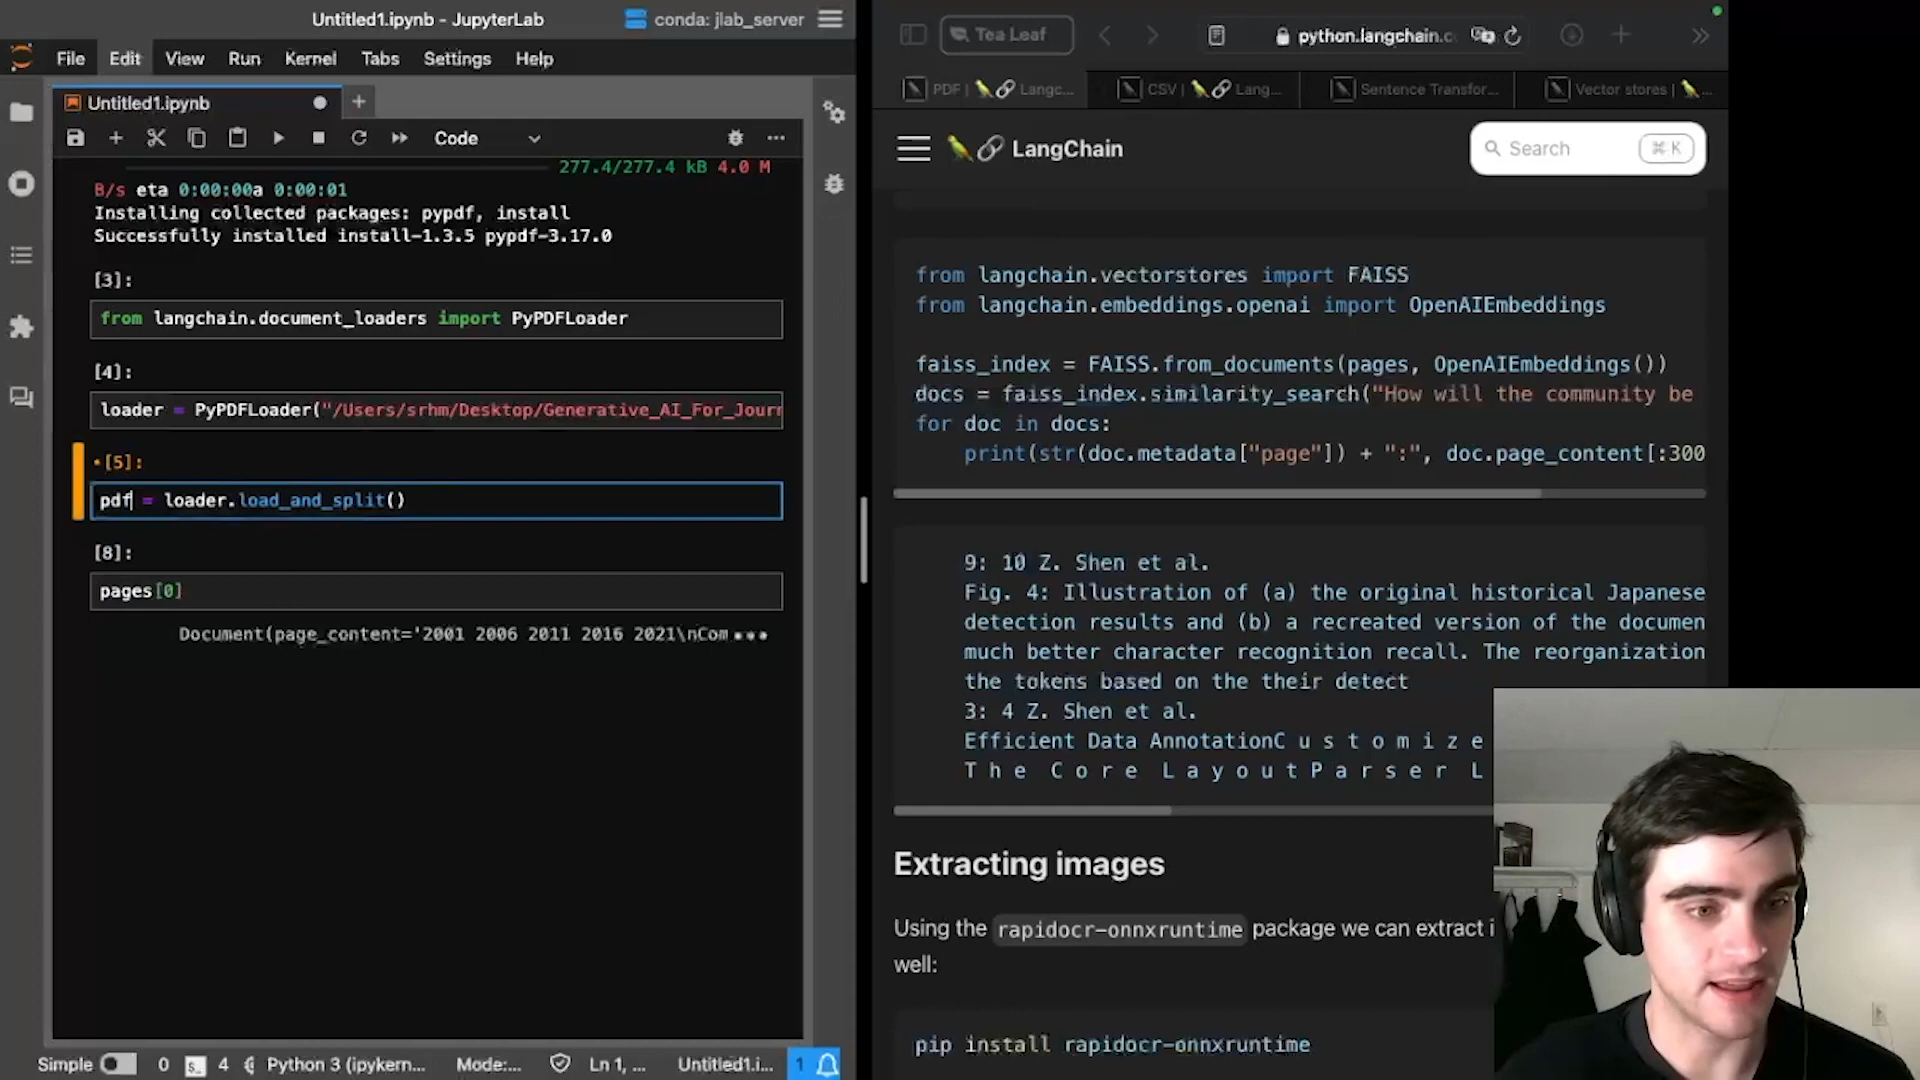 Untitled1.ipynb - JupyterLab
conda: jlab_server
File Edit View Run Kernel Tabs Settings Help
Untitled1.ipynb
Code
277.4/277.4 kB 4.0 M
B/s eta 0:00:00a 0:00:01
Installing collected packages: pypdf, install
Successfully installed install-1.3.5 pypdf-3.17.0
[3]:
from langchain.document_loaders import PyPDFLoader
[4]:
loader = PyPDFLoader("/Users/srhm/Desktop/Generative_AI_For_Jour
[5]:
pdf = loader.load_and_split()
[8]:
pages[0]
Document(page_content='2001 2006 2011 2016 2021\nCom
Simple 0 4 Python 3 (ipykern... Mode:... Ln 1, ... Untitled1.i... 1
Tea Leaf
python.langchain.c
PDF | Langc... CSV | Lang... Sentence Transfor... Vector stores | ...
LangChain
Search ⌘ K
from langchain.vectorstores import FAISS
from langchain.embeddings.openai import OpenAIEmbeddings
faiss_index = FAISS.from_documents(pages, OpenAIEmbeddings())
docs = faiss_index.similarity_search("How will the community be
for doc in docs:
print(str(doc.metadata["page"]) + ":", doc.page_content[:300
9: 10 Z. Shen et al.
Fig. 4: Illustration of (a) the original historical Japanese
detection results and (b) a recreated version of the documen
much better character recognition recall. The reorganization
the tokens based on the their detect
3: 4 Z. Shen et al.
Efficient Data AnnotationC u s t o m i z e
T h e C o r e L a y o u t P a r s e r L
Extracting images
Using the rapidocr-onnxruntime package we can extract i
well:
pip install rapidocr-onnxruntime